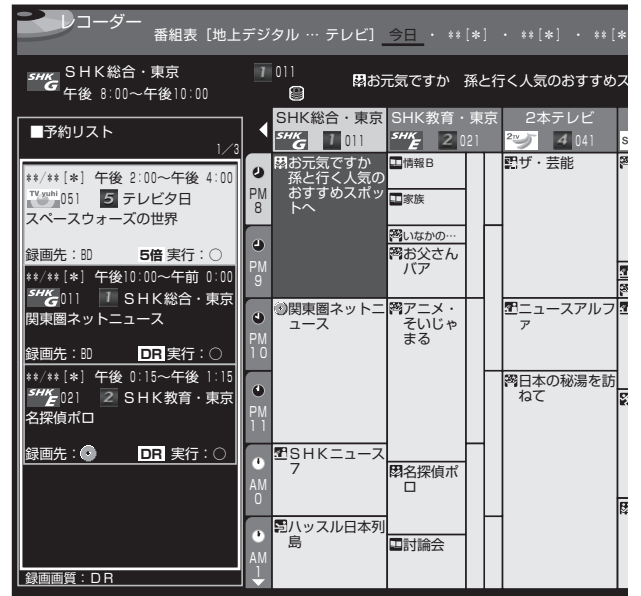 レコーダー
番組表［地上デジタル … テレビ］ 今日 ・ **[*] ・ **[*] ・ **[*
SHK G SHK総合・東京 1 011
お元気ですか 孫と行く人気のおすすめス
午後 8:00〜午後10:00
■予約リスト
1/3
**/**[*] 午後 2:00〜午後 4:00
TV yuhi 051 5 テレビタ日
スペースウォーズの世界
録画先：BD 5倍 実行：○
**/**[*] 午後10:00〜午前 0:00
SHK G 011 1 SHK総合・東京
関東圏ネットニュース
録画先：BD DR 実行：○
**/**[*] 午後 0:15〜午後 1:15
SHK E 021 2 SHK教育・東京
名探偵ポロ
録画先： DR 実行：○
録画画質：DR
SHK総合・東京 SHK教育・東京 2本テレビ
SHK G 1 011 SHK E 2 021 2TV 4 041 S
PM
8
PM
9
PM
10
PM
11
AM
0
AM
1
お元気ですか
孫と行く人気の
おすすめスポッ
トへ
関東圏ネットニ
ュース
SHKニュース
7
ハッスル日本列
島
情報B
家族
いなかの…
お父さん
バア
アニメ・
そいじゃ
まる
名探偵ポ
ロ
討論会
ザ・芸能
ニュースアルフ
ァ
日本の秘湯を訪
ねて